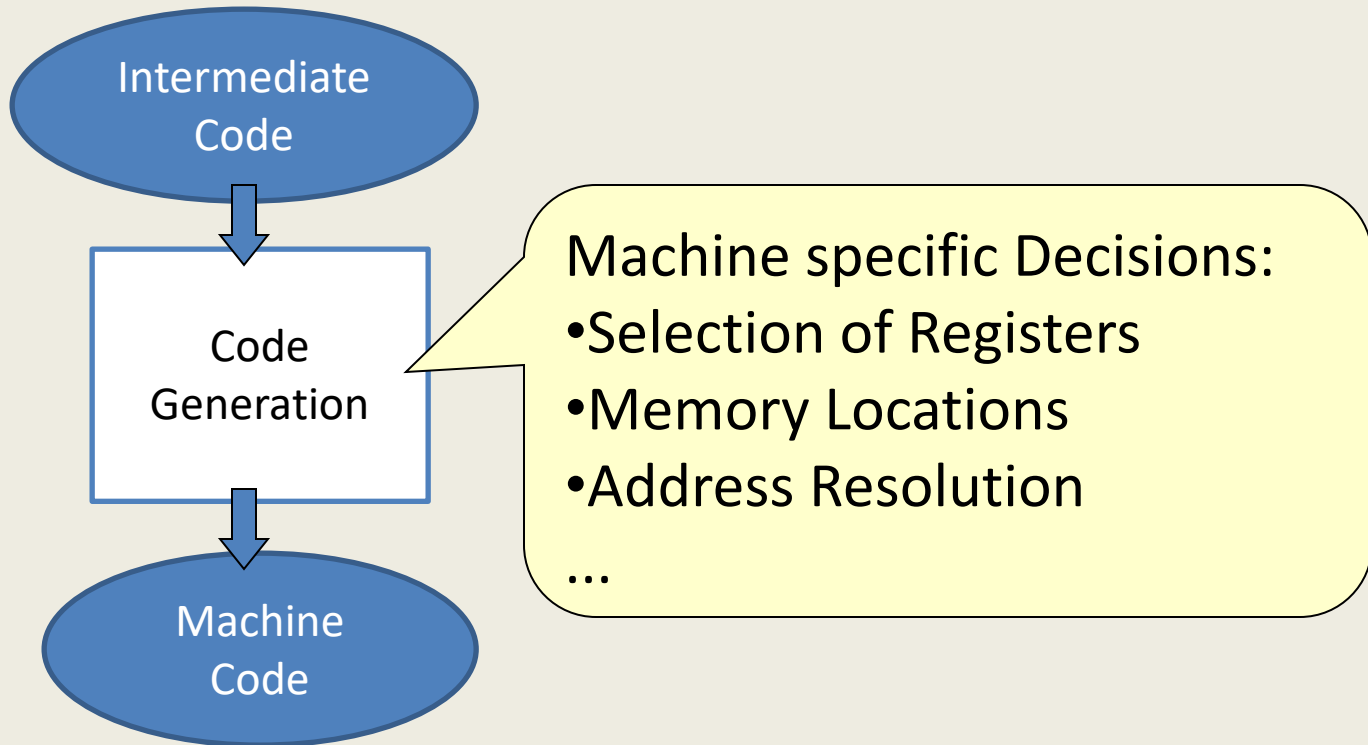 Intermediate
Code
Code
Generation
Machine
Code
Machine specific Decisions:
•Selection of Registers
•Memory Locations
•Address Resolution
...